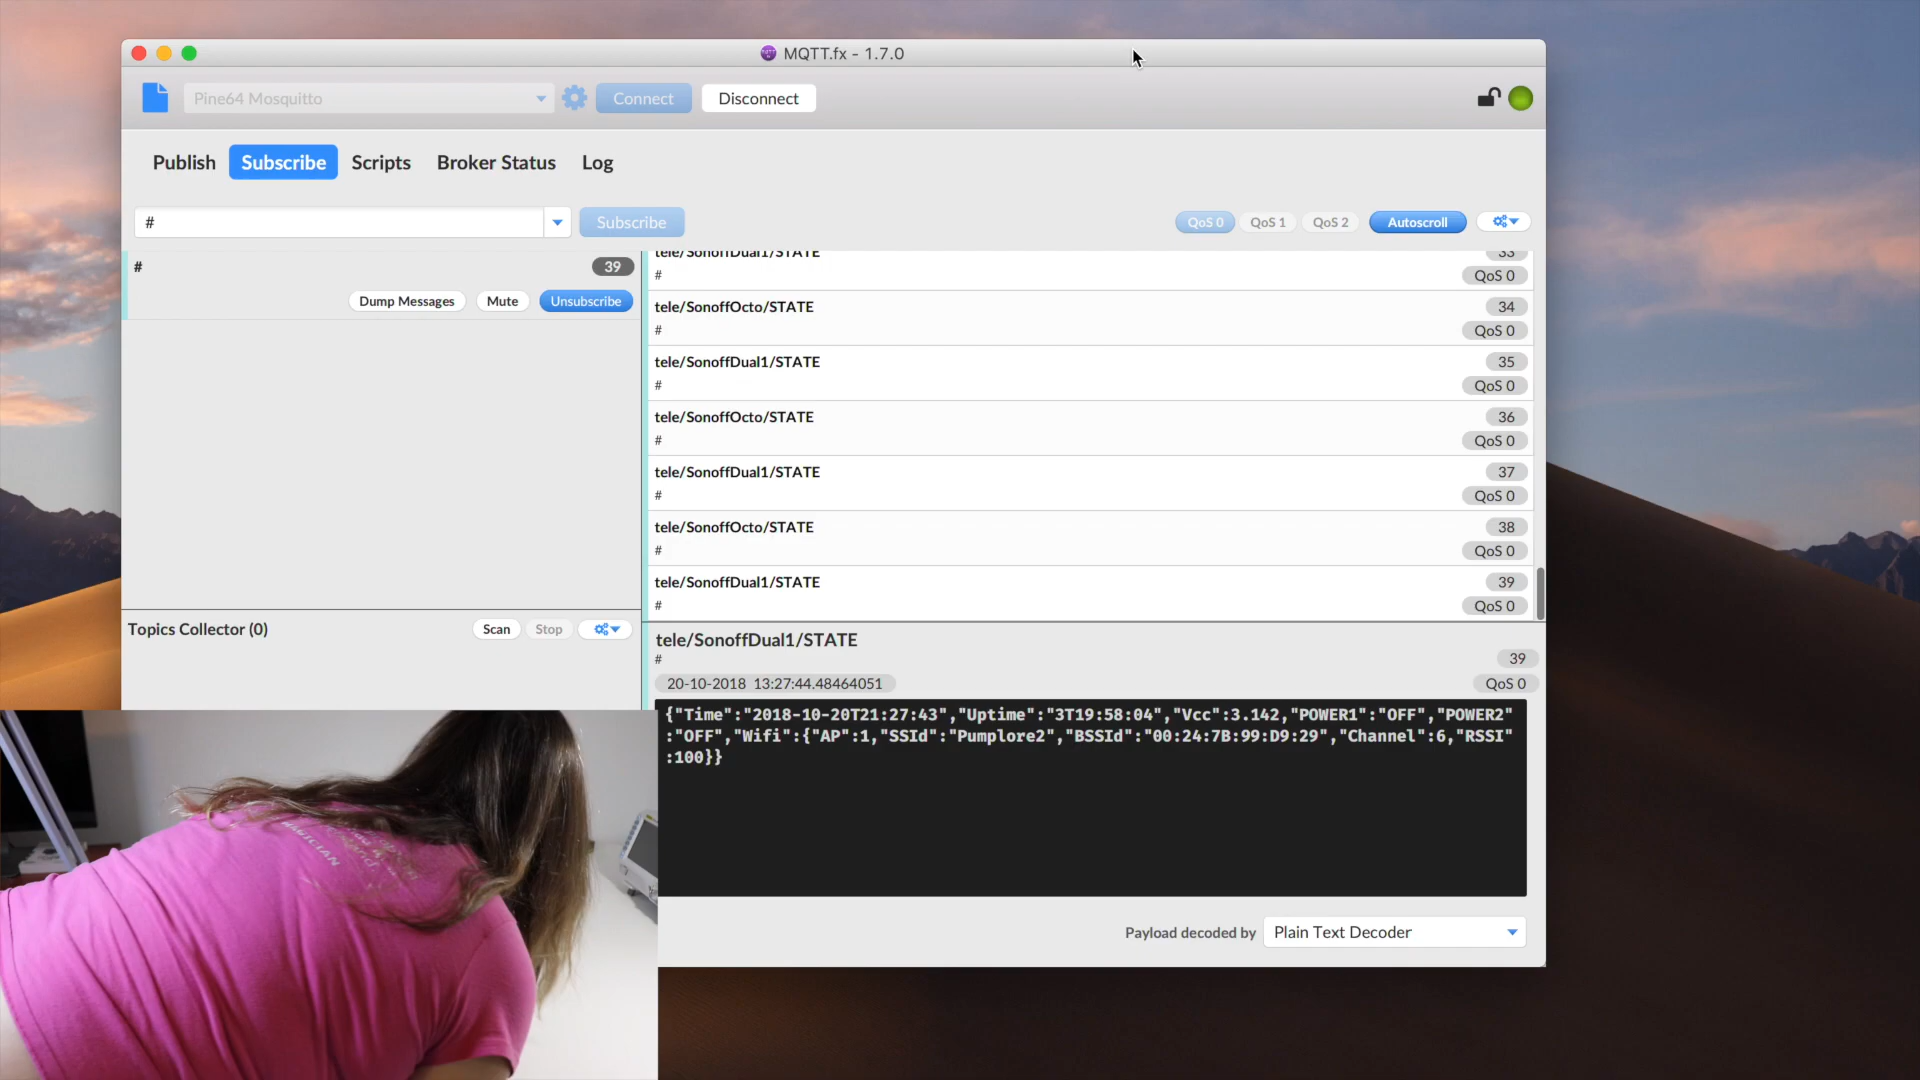 MQTT.fx - 1.7.0
Pine64 Mosquitto
Connect
Disconnect
Publish
Subscribe
Scripts
Broker Status
Log
#
Subscribe
QoS 0
QoS 1
QoS 2
Autoscroll
#
39
Dump Messages
Mute
Unsubscribe
tele/SonoffDual1/STATE
33
#
QoS 0
tele/SonoffOcto/STATE
34
#
QoS 0
tele/SonoffDual1/STATE
35
#
QoS 0
tele/SonoffOcto/STATE
36
#
QoS 0
tele/SonoffDual1/STATE
37
#
QoS 0
tele/SonoffOcto/STATE
38
#
QoS 0
tele/SonoffDual1/STATE
39
#
QoS 0
Topics Collector (0)
Scan
Stop
tele/SonoffDual1/STATE
#
39
20-10-2018 13:27:44.48464051
QoS 0
{"Time":"2018-10-20T21:27:43","Uptime":"3T19:58:04","Vcc":3.142,"POWER1":"OFF","POWER2"
:"OFF","Wifi":{"AP":1,"SSId":"Pumplore2","BSSId":"00:24:7B:99:D9:29","Channel":6,"RSSI"
:100}}
Payload decoded by
Plain Text Decoder
MAGICIAN